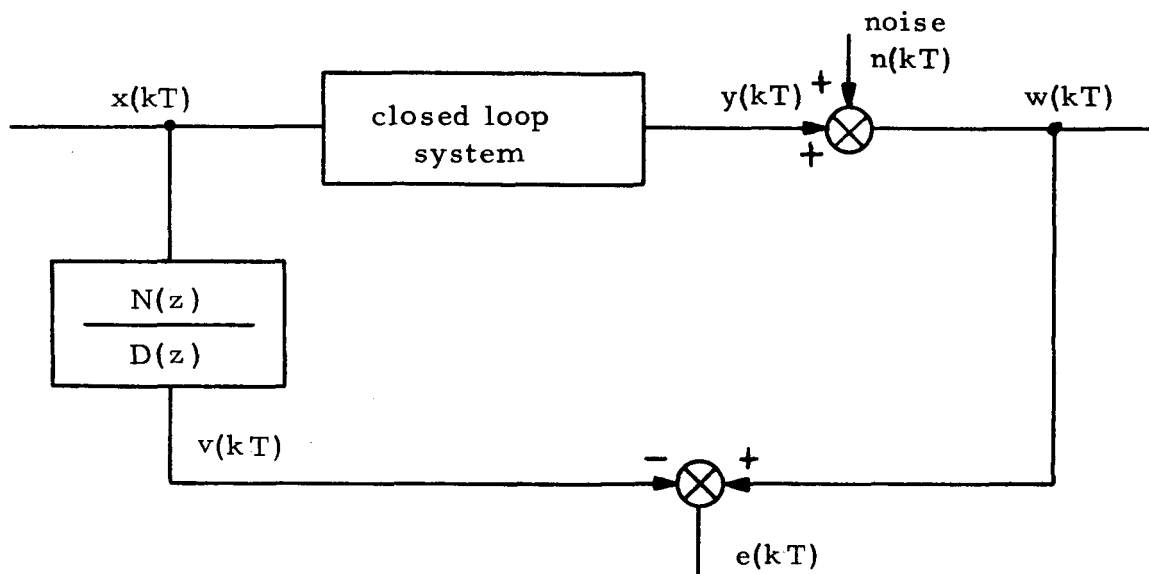 noise
n(kT)
x(kT)
closed loop
system
y(kT)
+
+
w(kT)
N(z)
D(z)
v(kT)
−
+
e(kT)